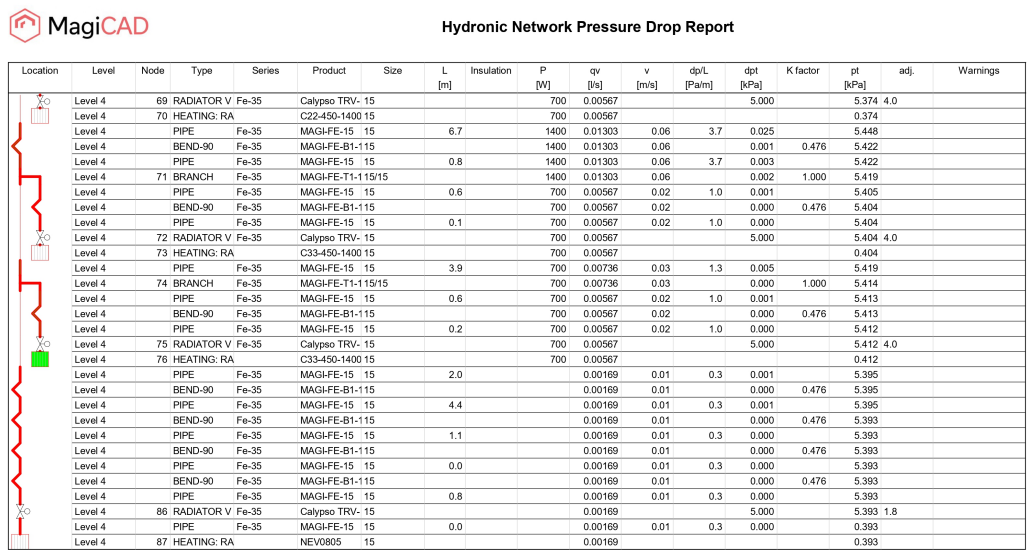 MagiCAD
Hydronic Network Pressure Drop Report
Location Level Node Type Series Product Size L Insulation P qv v dp/L dpt K factor pt adj. Warnings
[m] [W] [l/s] [m/s] [Pa/m] [kPa] [kPa]
Level 4 69 RADIATOR V Fe-35 Calypso TRV- 15 700 0.00567 5.000 5.374 4.0
Level 4 70 HEATING: RA C22-450-1400 15 700 0.00567 0.374
Level 4 PIPE Fe-35 MAGI-FE-15 15 6.7 1400 0.01303 0.06 3.7 0.025 5.448
Level 4 BEND-90 Fe-35 MAGI-FE-B1-1 15 1400 0.01303 0.06 0.001 0.476 5.422
Level 4 PIPE Fe-35 MAGI-FE-15 15 0.8 1400 0.01303 0.06 3.7 0.003 5.422
Level 4 71 BRANCH Fe-35 MAGI-FE-T1-1 15/15 1400 0.01303 0.06 0.002 1.000 5.419
Level 4 PIPE Fe-35 MAGI-FE-15 15 0.6 700 0.00567 0.02 1.0 0.001 5.405
Level 4 BEND-90 Fe-35 MAGI-FE-B1-1 15 700 0.00567 0.02 0.000 0.476 5.404
Level 4 PIPE Fe-35 MAGI-FE-15 15 0.1 700 0.00567 0.02 1.0 0.000 5.404
Level 4 72 RADIATOR V Fe-35 Calypso TRV- 15 700 0.00567 5.000 5.404 4.0
Level 4 73 HEATING: RA C33-450-1400 15 700 0.00567 0.404
Level 4 PIPE Fe-35 MAGI-FE-15 15 3.9 700 0.00736 0.03 1.3 0.005 5.419
Level 4 74 BRANCH Fe-35 MAGI-FE-T1-1 15/15 700 0.00736 0.03 0.000 1.000 5.414
Level 4 PIPE Fe-35 MAGI-FE-15 15 0.6 700 0.00567 0.02 1.0 0.001 5.413
Level 4 BEND-90 Fe-35 MAGI-FE-B1-1 15 700 0.00567 0.02 0.000 0.476 5.413
Level 4 PIPE Fe-35 MAGI-FE-15 15 0.2 700 0.00567 0.02 1.0 0.000 5.412
Level 4 75 RADIATOR V Fe-35 Calypso TRV- 15 700 0.00567 5.000 5.412 4.0
Level 4 76 HEATING: RA C33-450-1400 15 700 0.00567 0.412
Level 4 PIPE Fe-35 MAGI-FE-15 15 2.0 0.00169 0.01 0.3 0.001 5.395
Level 4 BEND-90 Fe-35 MAGI-FE-B1-1 15 0.00169 0.01 0.000 0.476 5.395
Level 4 PIPE Fe-35 MAGI-FE-15 15 4.4 0.00169 0.01 0.3 0.001 5.395
Level 4 BEND-90 Fe-35 MAGI-FE-B1-1 15 0.00169 0.01 0.000 0.476 5.393
Level 4 PIPE Fe-35 MAGI-FE-15 15 1.1 0.00169 0.01 0.3 0.000 5.393
Level 4 BEND-90 Fe-35 MAGI-FE-B1-1 15 0.00169 0.01 0.000 0.476 5.393
Level 4 PIPE Fe-35 MAGI-FE-15 15 0.0 0.00169 0.01 0.3 0.000 5.393
Level 4 BEND-90 Fe-35 MAGI-FE-B1-1 15 0.00169 0.01 0.000 0.476 5.393
Level 4 PIPE Fe-35 MAGI-FE-15 15 0.8 0.00169 0.01 0.3 0.000 5.393
Level 4 86 RADIATOR V Fe-35 Calypso TRV- 15 0.00169 5.000 5.393 1.8
Level 4 PIPE Fe-35 MAGI-FE-15 15 0.0 0.00169 0.01 0.3 0.000 0.393
Level 4 87 HEATING: RA NEV0805 15 0.00169 0.393